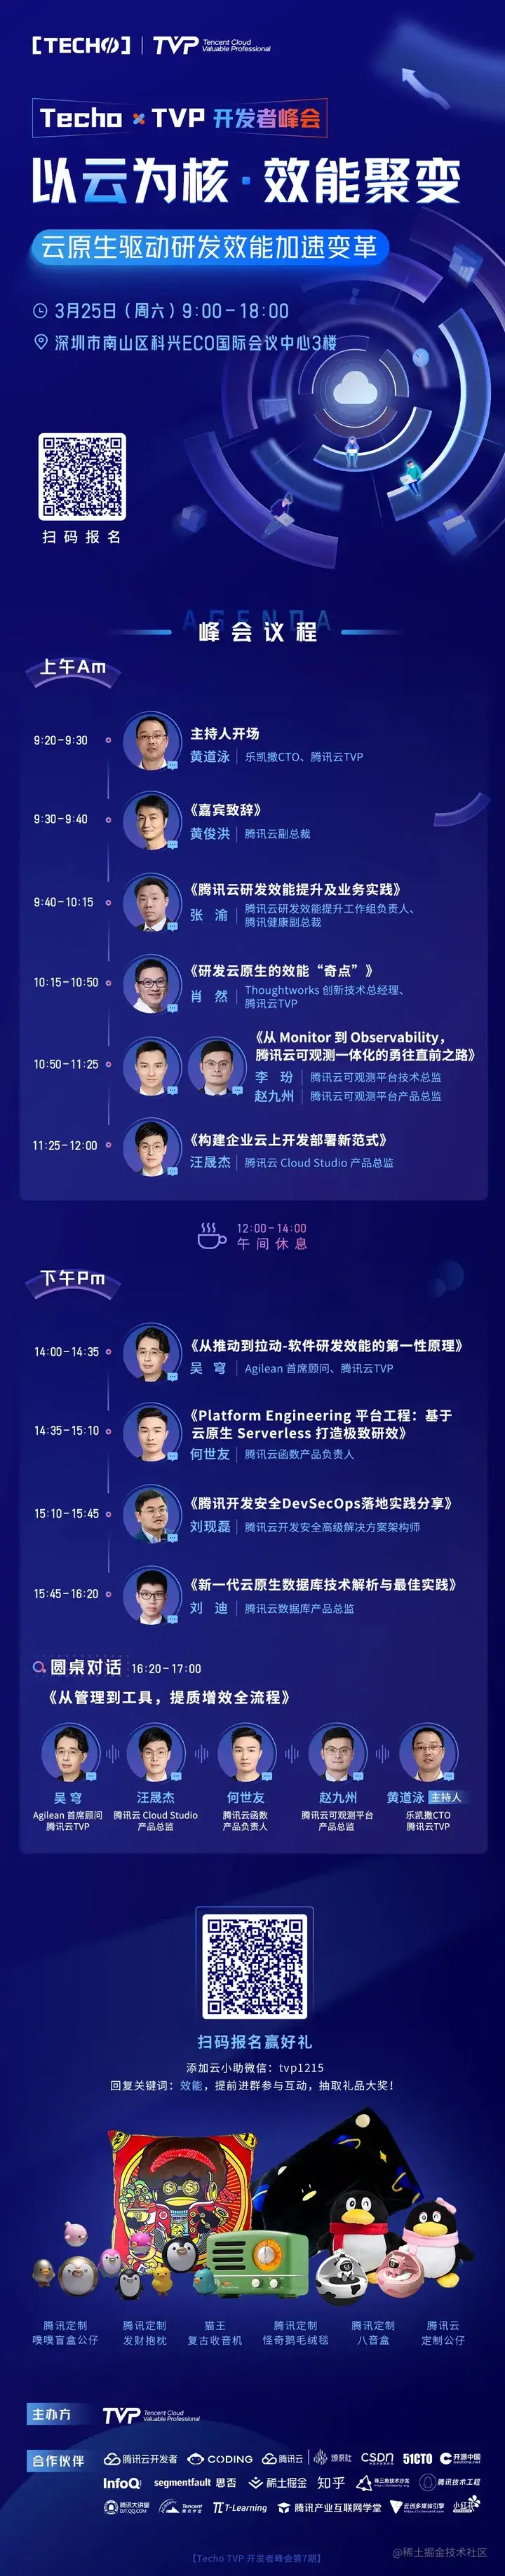 [TECHO]
TVP Tencent Cloud
Valuable Professional
Techo × TVP 开发者峰会
以云为核·效能聚变
云原生驱动研发效能加速变革
3月25日（周六）9:00-18:00
深圳市南山区科兴ECO国际会议中心3楼
扫码报名
AGENDA
峰会议程
上午Am
9:20-9:30
主持人开场
黄道泳 乐凯撒CTO、腾讯云TVP
9:30-9:40
《嘉宾致辞》
黄俊洪 腾讯云副总裁
9:40-10:15
《腾讯云研发效能提升及业务实践》
张 渝 腾讯云研发效能提升工作组负责人、
腾讯健康副总裁
10:15-10:50
《研发云原生的效能“奇点”》
肖 然 Thoughtworks 创新技术总经理、
腾讯云TVP
10:50-11:25
《从 Monitor 到 Observability，
腾讯云可观测一体化的勇往直前之路》
李 玢 腾讯云可观测平台技术总监
赵九州 腾讯云可观测平台产品总监
11:25-12:00
《构建企业云上开发部署新范式》
汪晟杰 腾讯云 Cloud Studio 产品总监
12:00-14:00
午间休息
下午Pm
14:00-14:35
《从推动到拉动-软件研发效能的第一性原理》
吴 穹 Agilean 首席顾问、腾讯云TVP
14:35-15:10
《Platform Engineering 平台工程：基于
云原生 Serverless 打造极致研效》
何世友 腾讯云函数产品负责人
15:10-15:45
《腾讯开发安全DevSecOps落地实践分享》
刘现磊 腾讯云开发安全高级解决方案架构师
15:45-16:20
《新一代云原生数据库技术解析与最佳实践》
刘 迪 腾讯云数据库产品总监
圆桌对话 16:20-17:00
《从管理到工具，提质增效全流程》
吴 穹 汪晟杰 何世友 赵九州 黄道泳 主持人
Agilean 首席顾问 腾讯云 Cloud Studio 腾讯云函数 腾讯云可观测平台 乐凯撒CTO
腾讯云TVP 产品总监 产品负责人 产品总监 腾讯云TVP
扫码报名赢好礼
添加云小助微信：tvp1215
回复关键词：效能，提前进群参与互动，抽取礼品大奖！
腾讯定制 腾讯定制 猫王 腾讯定制 腾讯定制 腾讯云
噗噗盲盒公仔 发财抱枕 复古收音机 怪奇鹅毛绒毯 八音盒 定制公仔
主办方 TVP Tencent Cloud
Valuable Professional
合作伙伴 腾讯云开发者 CODING 腾讯云 CSDN 51CTO 开源中国
InfoQ segmentfault 思否 稀土掘金 知乎 珠三角技术沙龙 腾讯技术工程
腾讯大讲堂 DJT.QQ.COM Tencent 腾讯学堂 T-Learning 腾讯产业互联网学堂 云创多媒体引擎 小红花
【Techo TVP 开发者峰会第7期】
@稀土掘金技术社区